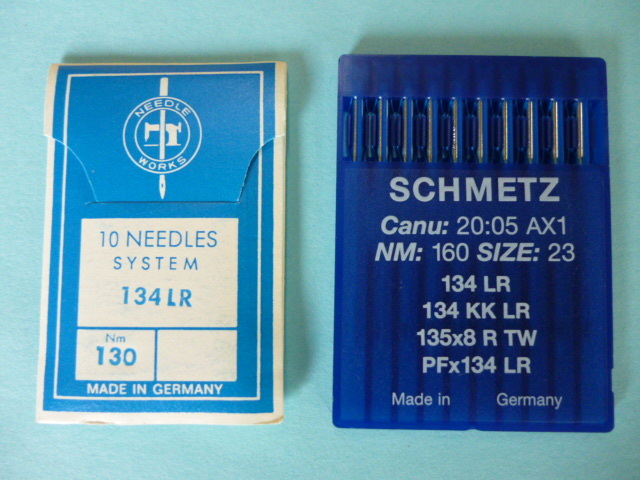 NEEDLE
WORKS
10 NEEDLES
SYSTEM
134 LR
Nm
130
MADE IN GERMANY
SCHMETZ
Canu: 20:05 AX1
NM: 160 SIZE: 23
134 LR
134 KK LR
135x8 R TW
PFx134 LR
Made in Germany